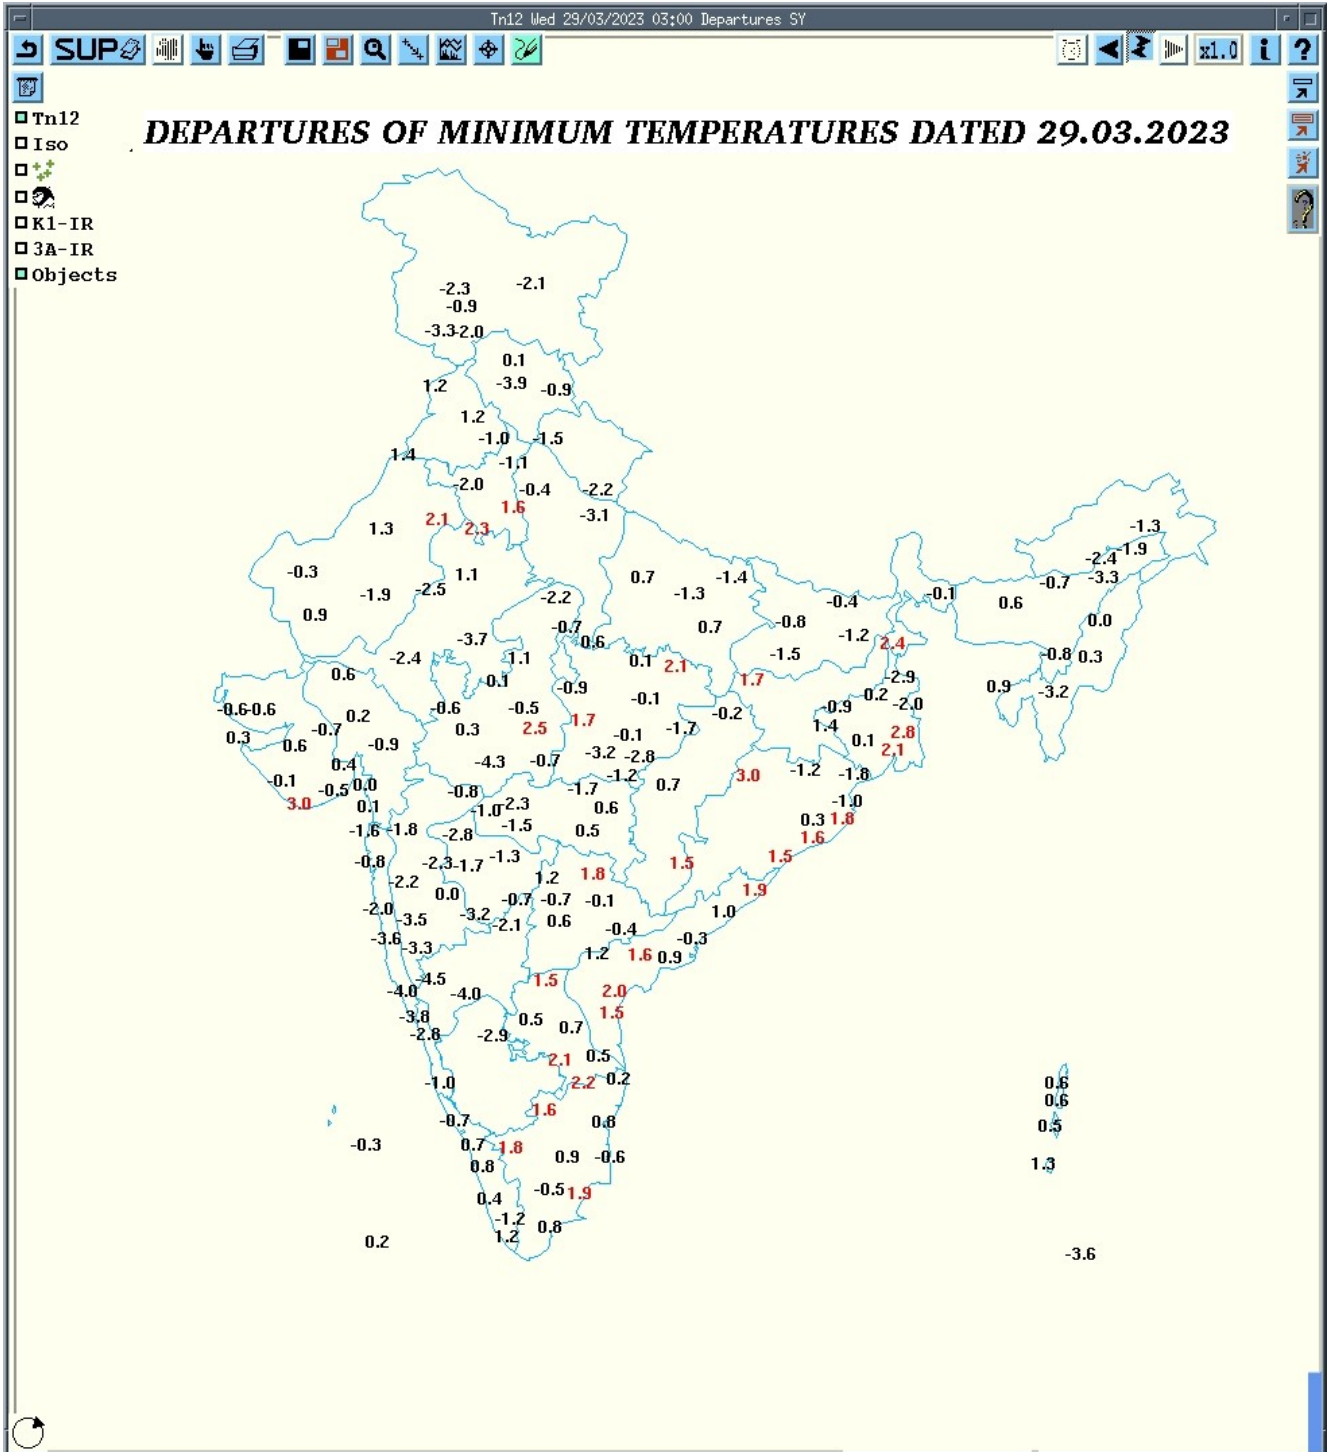 Tn12 Wed 29/03/2023 03:00 Departures SY
SUP x1.0 i ?
Tn12
DEPARTURES OF MINIMUM TEMPERATURES DATED 29.03.2023
Iso
K1-IR
3A-IR
Objects
-2.3 -2.1
-0.9
-3.3 -2.0
0.1
1.2 -3.9 -0.9
1.2
-1.0 -1.5
1.4 -1.1
-2.0 -0.4 -2.2
1.6 -3.1
1.3 2.1 2.3 -1.3
-1.9
-2.4
-0.3 1.1 0.7 -1.4 -0.7 -3.3
-1.9 -2.5 -2.2 -1.3 -0.4 -0.1 0.6
0.9 -0.7 0.7 -0.8 0.0
-3.7 0.6 -1.2 2.4
-2.4 1.1 0.1 2.1 -1.5 -0.8 0.3
0.6 0.1 -0.9 1.7 -2.9 0.9 -3.2
-0.6 -0.6 -0.6 -0.5 -0.1 -0.9 0.2 -2.0
0.2 1.7 -0.2
0.3 -0.7 0.3 2.5 -0.1 -1.7 1.4 2.8
0.6 -0.9 0.1 2.1
0.4 -4.3 -0.7 -3.2 -2.8
-0.1 -0.5 0.0 -1.2 0.7 3.0 -1.2 -1.8
3.0 0.1 -0.8 -1.7
-1.0 -2.3 0.6 -1.0
-1.6 -1.8 -2.8 -1.5 0.5 0.3 1.8
1.6
-0.8 -2.3 -1.7 -1.3 1.5 1.5
-2.2 1.2 1.8
0.0 -0.7 -0.7 -0.1 1.9
-2.0 -3.5 -3.2 -2.1 0.6 1.0
-3.6 -3.3 -0.4 -0.3
1.2 1.6 0.9
-4.5 1.5
-4.0 -4.0 2.0
-3.8 0.5 0.7 1.5
-2.8 -2.9
2.1 0.5
-1.0 2.2 0.2 0.6
0.6
1.6
-0.7 0.8 0.5
-0.3 0.7 1.8
0.8 0.9 -0.6 1.3
0.4 -0.5 1.9
-1.2 0.8
1.2
0.2 -3.6